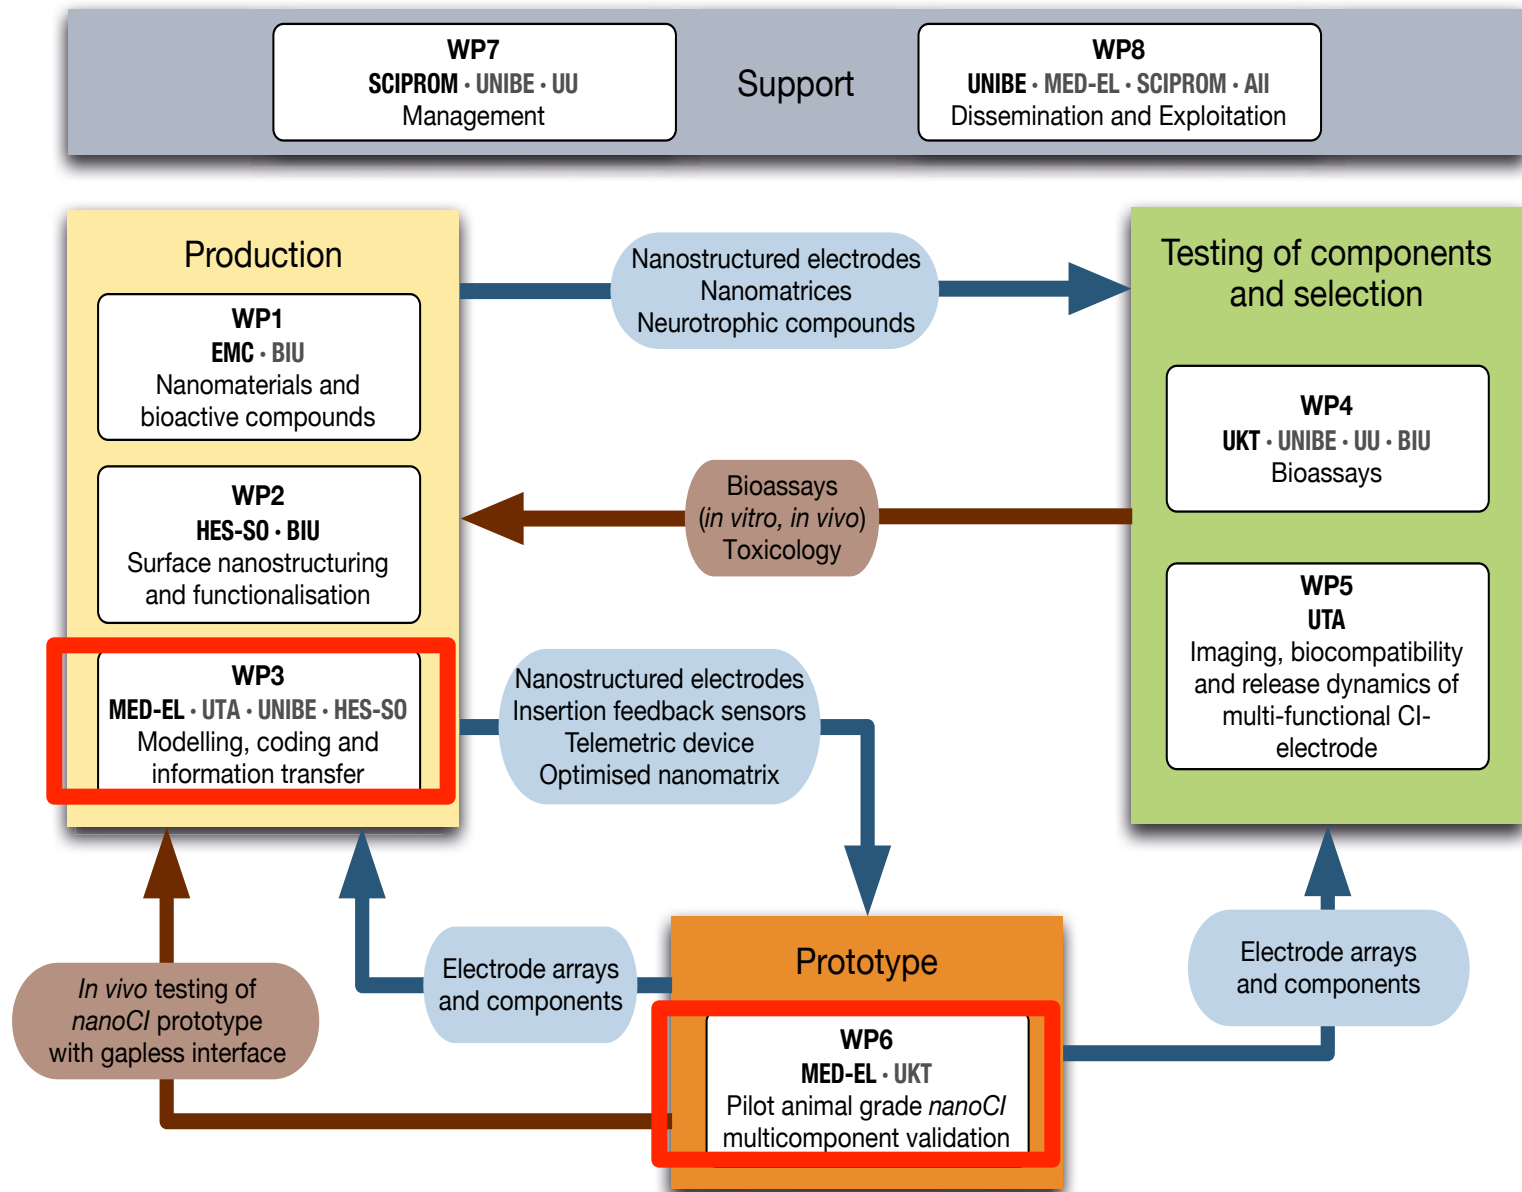 WP7
SCIPROM · UNIBE · UU
Management
Support
WP8
UNIBE · MED-EL · SCIPROM · All
Dissemination and Exploitation
Production
WP1
EMC · BIU
Nanomaterials and
bioactive compounds
WP2
HES-SO · BIU
Surface nanostructuring
and functionalisation
WP3
MED-EL · UTA · UNIBE · HES-SO
Modelling, coding and
information transfer
Nanostructured electrodes
Nanomatrices
Neurotrophic compounds
Bioassays
(in vitro, in vivo)
Toxicology
Nanostructured electrodes
Insertion feedback sensors
Telemetric device
Optimised nanomatrix
Testing of components
and selection
WP4
UKT · UNIBE · UU · BIU
Bioassays
WP5
UTA
Imaging, biocompatibility
and release dynamics of
multi-functional CI-
electrode
In vivo testing of
nanoCI prototype
with gapless interface
Electrode arrays
and components
Prototype
WP6
MED-EL · UKT
Pilot animal grade nanoCI
multicomponent validation
Electrode arrays
and components